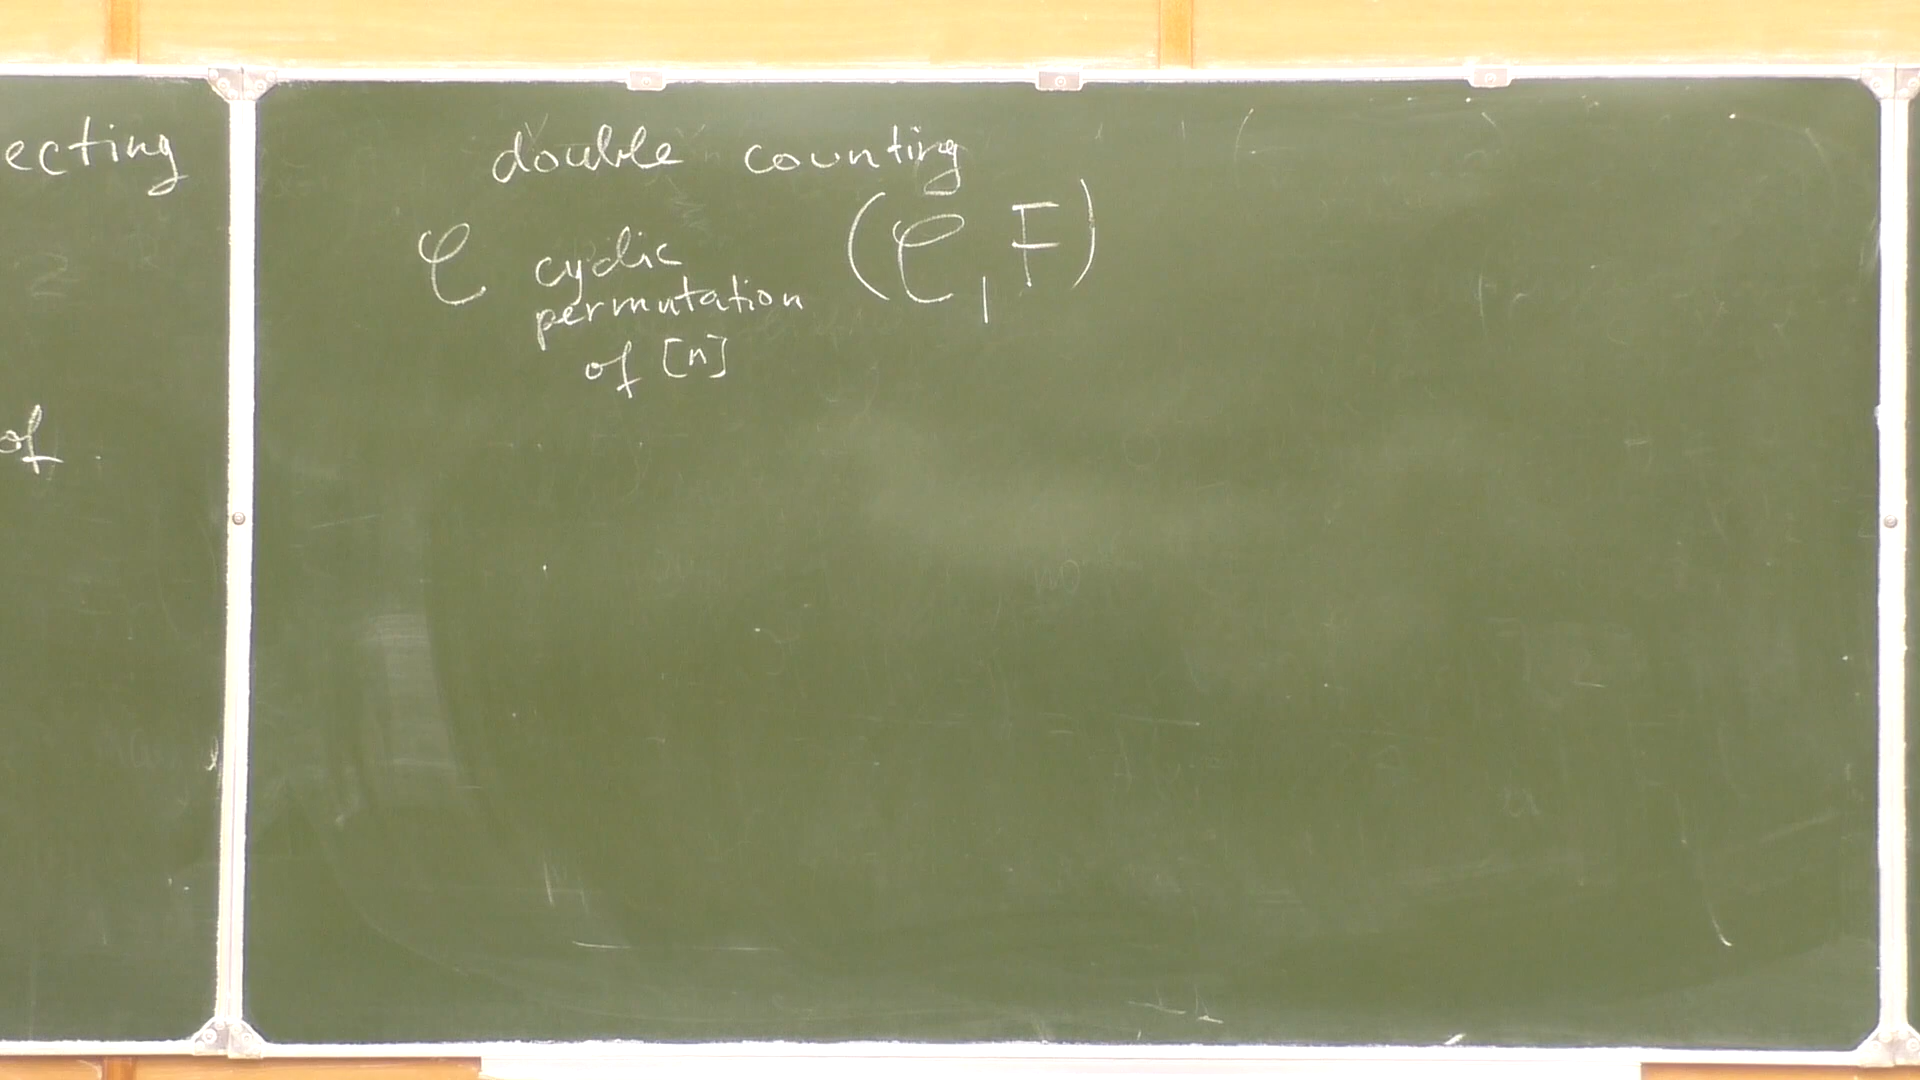 ecting
of
double counting
𝒞 cyclic (𝒞, F)
permutation
of [n]